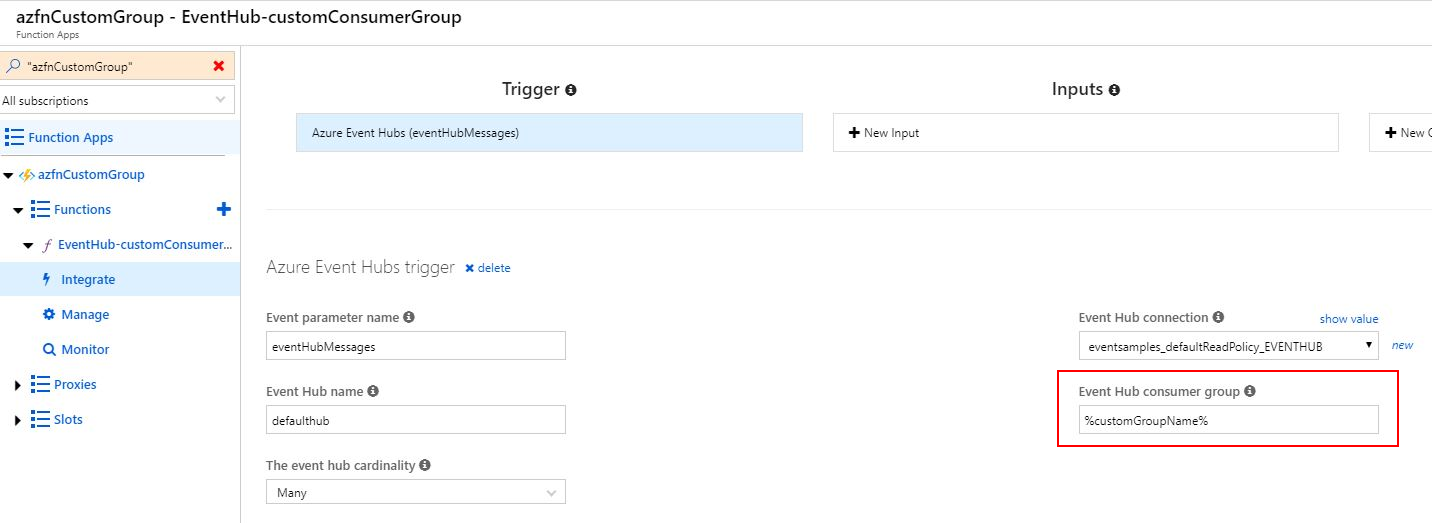 azfnCustomGroup - EventHub-customConsumerGroup
Function Apps
"azfnCustomGroup"
All subscriptions
Function Apps
azfnCustomGroup
Functions
EventHub-customConsumer...
Integrate
Manage
Monitor
Proxies
Slots
Trigger
Inputs
Azure Event Hubs (eventHubMessages)
New Input
New
Azure Event Hubs trigger delete
Event parameter name
eventHubMessages
Event Hub connection show value
eventsamples_defaultReadPolicy_EVENTHUB new
Event Hub name
defaulthub
Event Hub consumer group
%customGroupName%
The event hub cardinality
Many